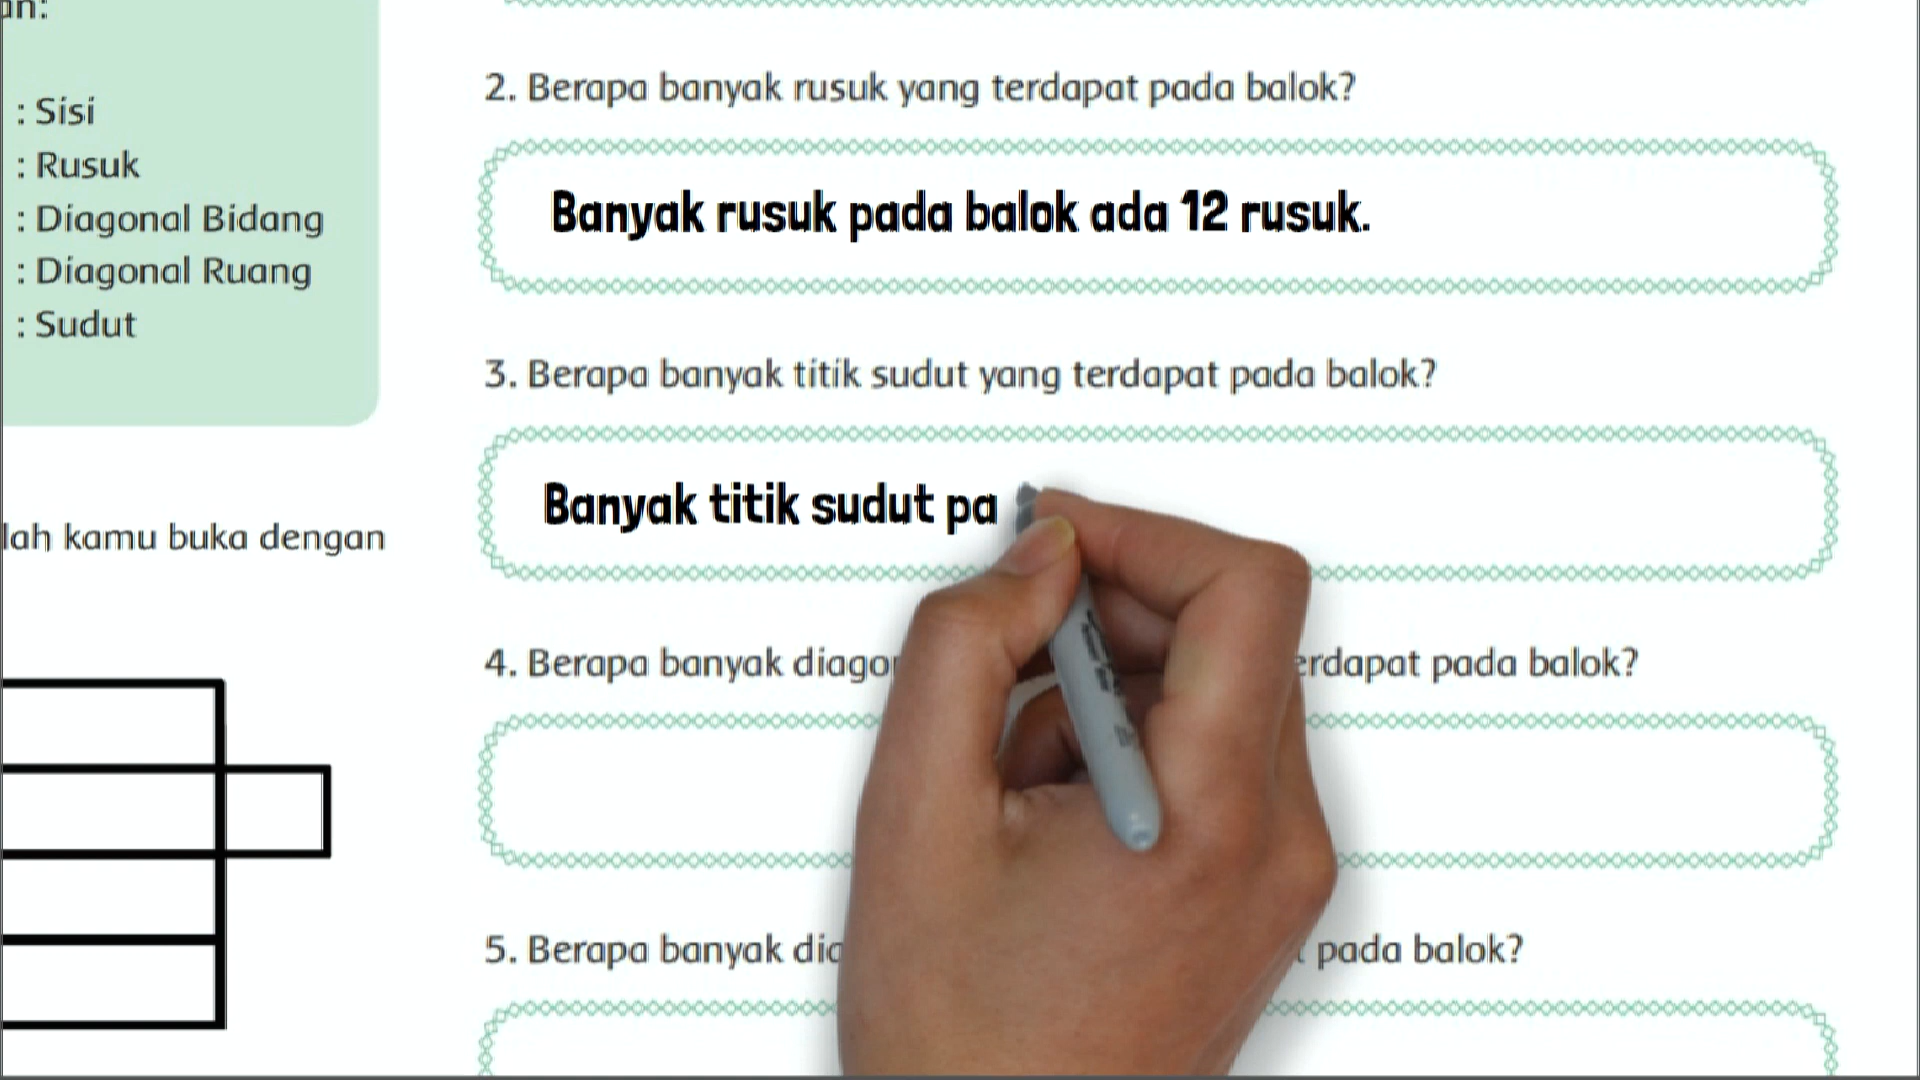 : Sisi
: Rusuk
: Diagonal Bidang
: Diagonal Ruang
: Sudut
lah kamu buka dengan
2. Berapa banyak rusuk yang terdapat pada balok?
Banyak rusuk pada balok ada 12 rusuk.
3. Berapa banyak titik sudut yang terdapat pada balok?
Banyak titik sudut pa
4. Berapa banyak diagon erdapat pada balok?
5. Berapa banyak dia pada balok?